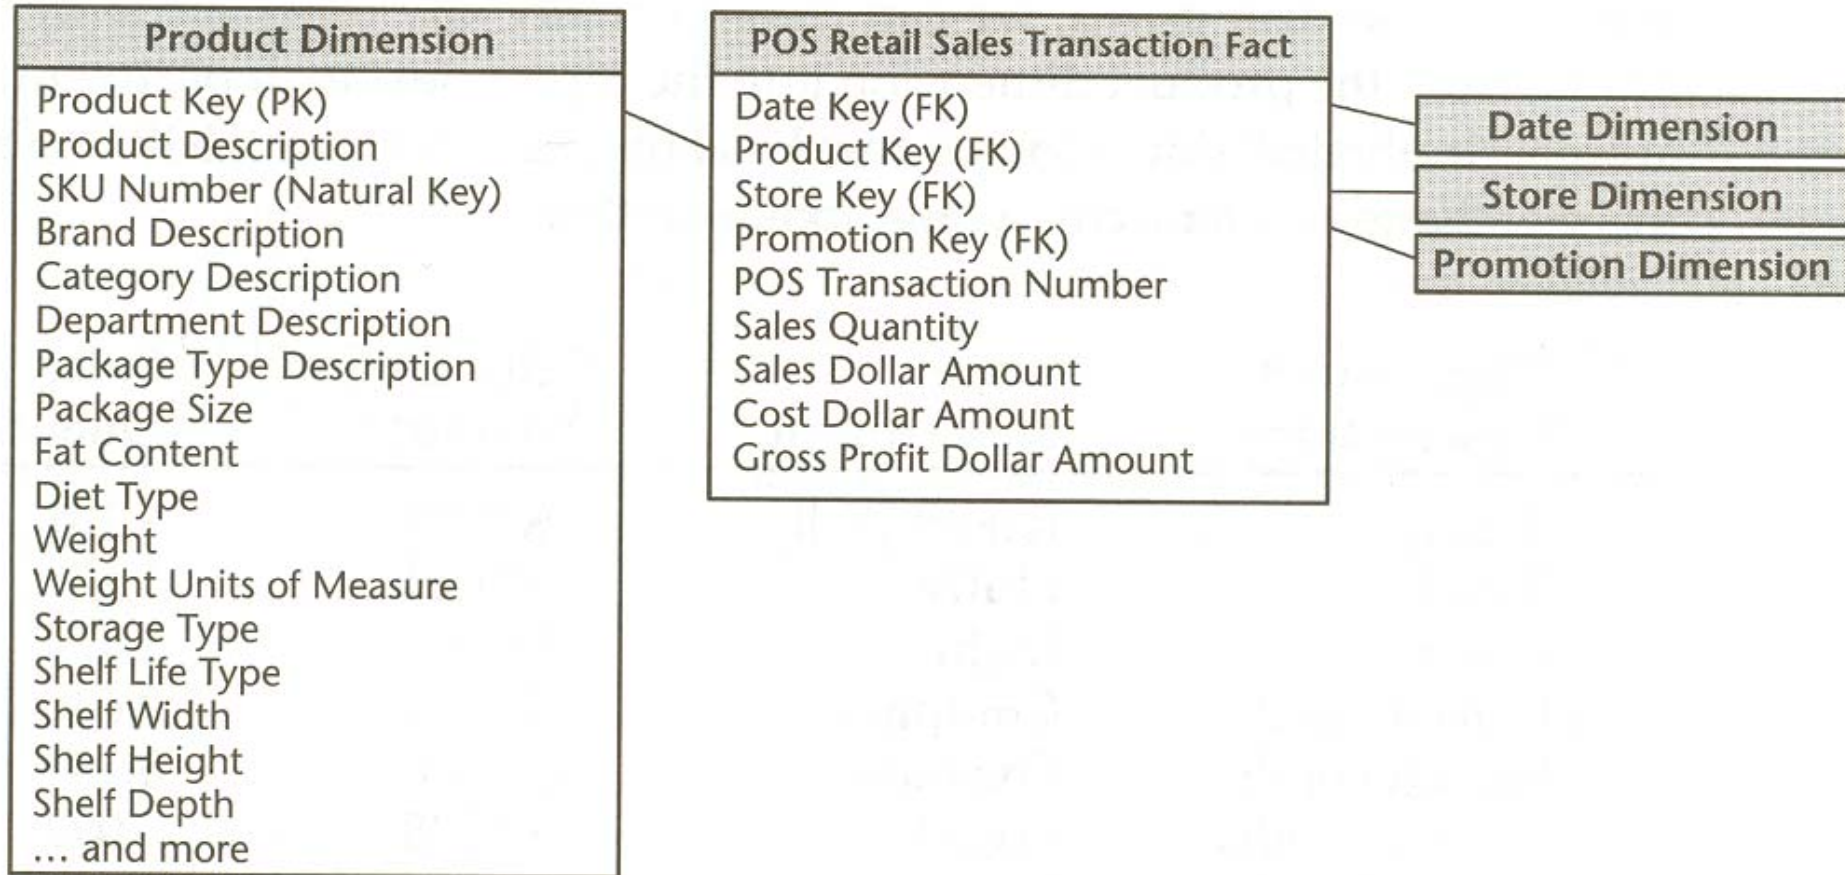 Product Dimension
Product Key (PK)
Product Description
SKU Number (Natural Key)
Brand Description
Category Description
Department Description
Package Type Description
Package Size
Fat Content
Diet Type
Weight
Weight Units of Measure
Storage Type
Shelf Life Type
Shelf Width
Shelf Height
Shelf Depth
... and more
POS Retail Sales Transaction Fact
Date Key (FK)
Product Key (FK)
Store Key (FK)
Promotion Key (FK)
POS Transaction Number
Sales Quantity
Sales Dollar Amount
Cost Dollar Amount
Gross Profit Dollar Amount
Date Dimension
Store Dimension
Promotion Dimension